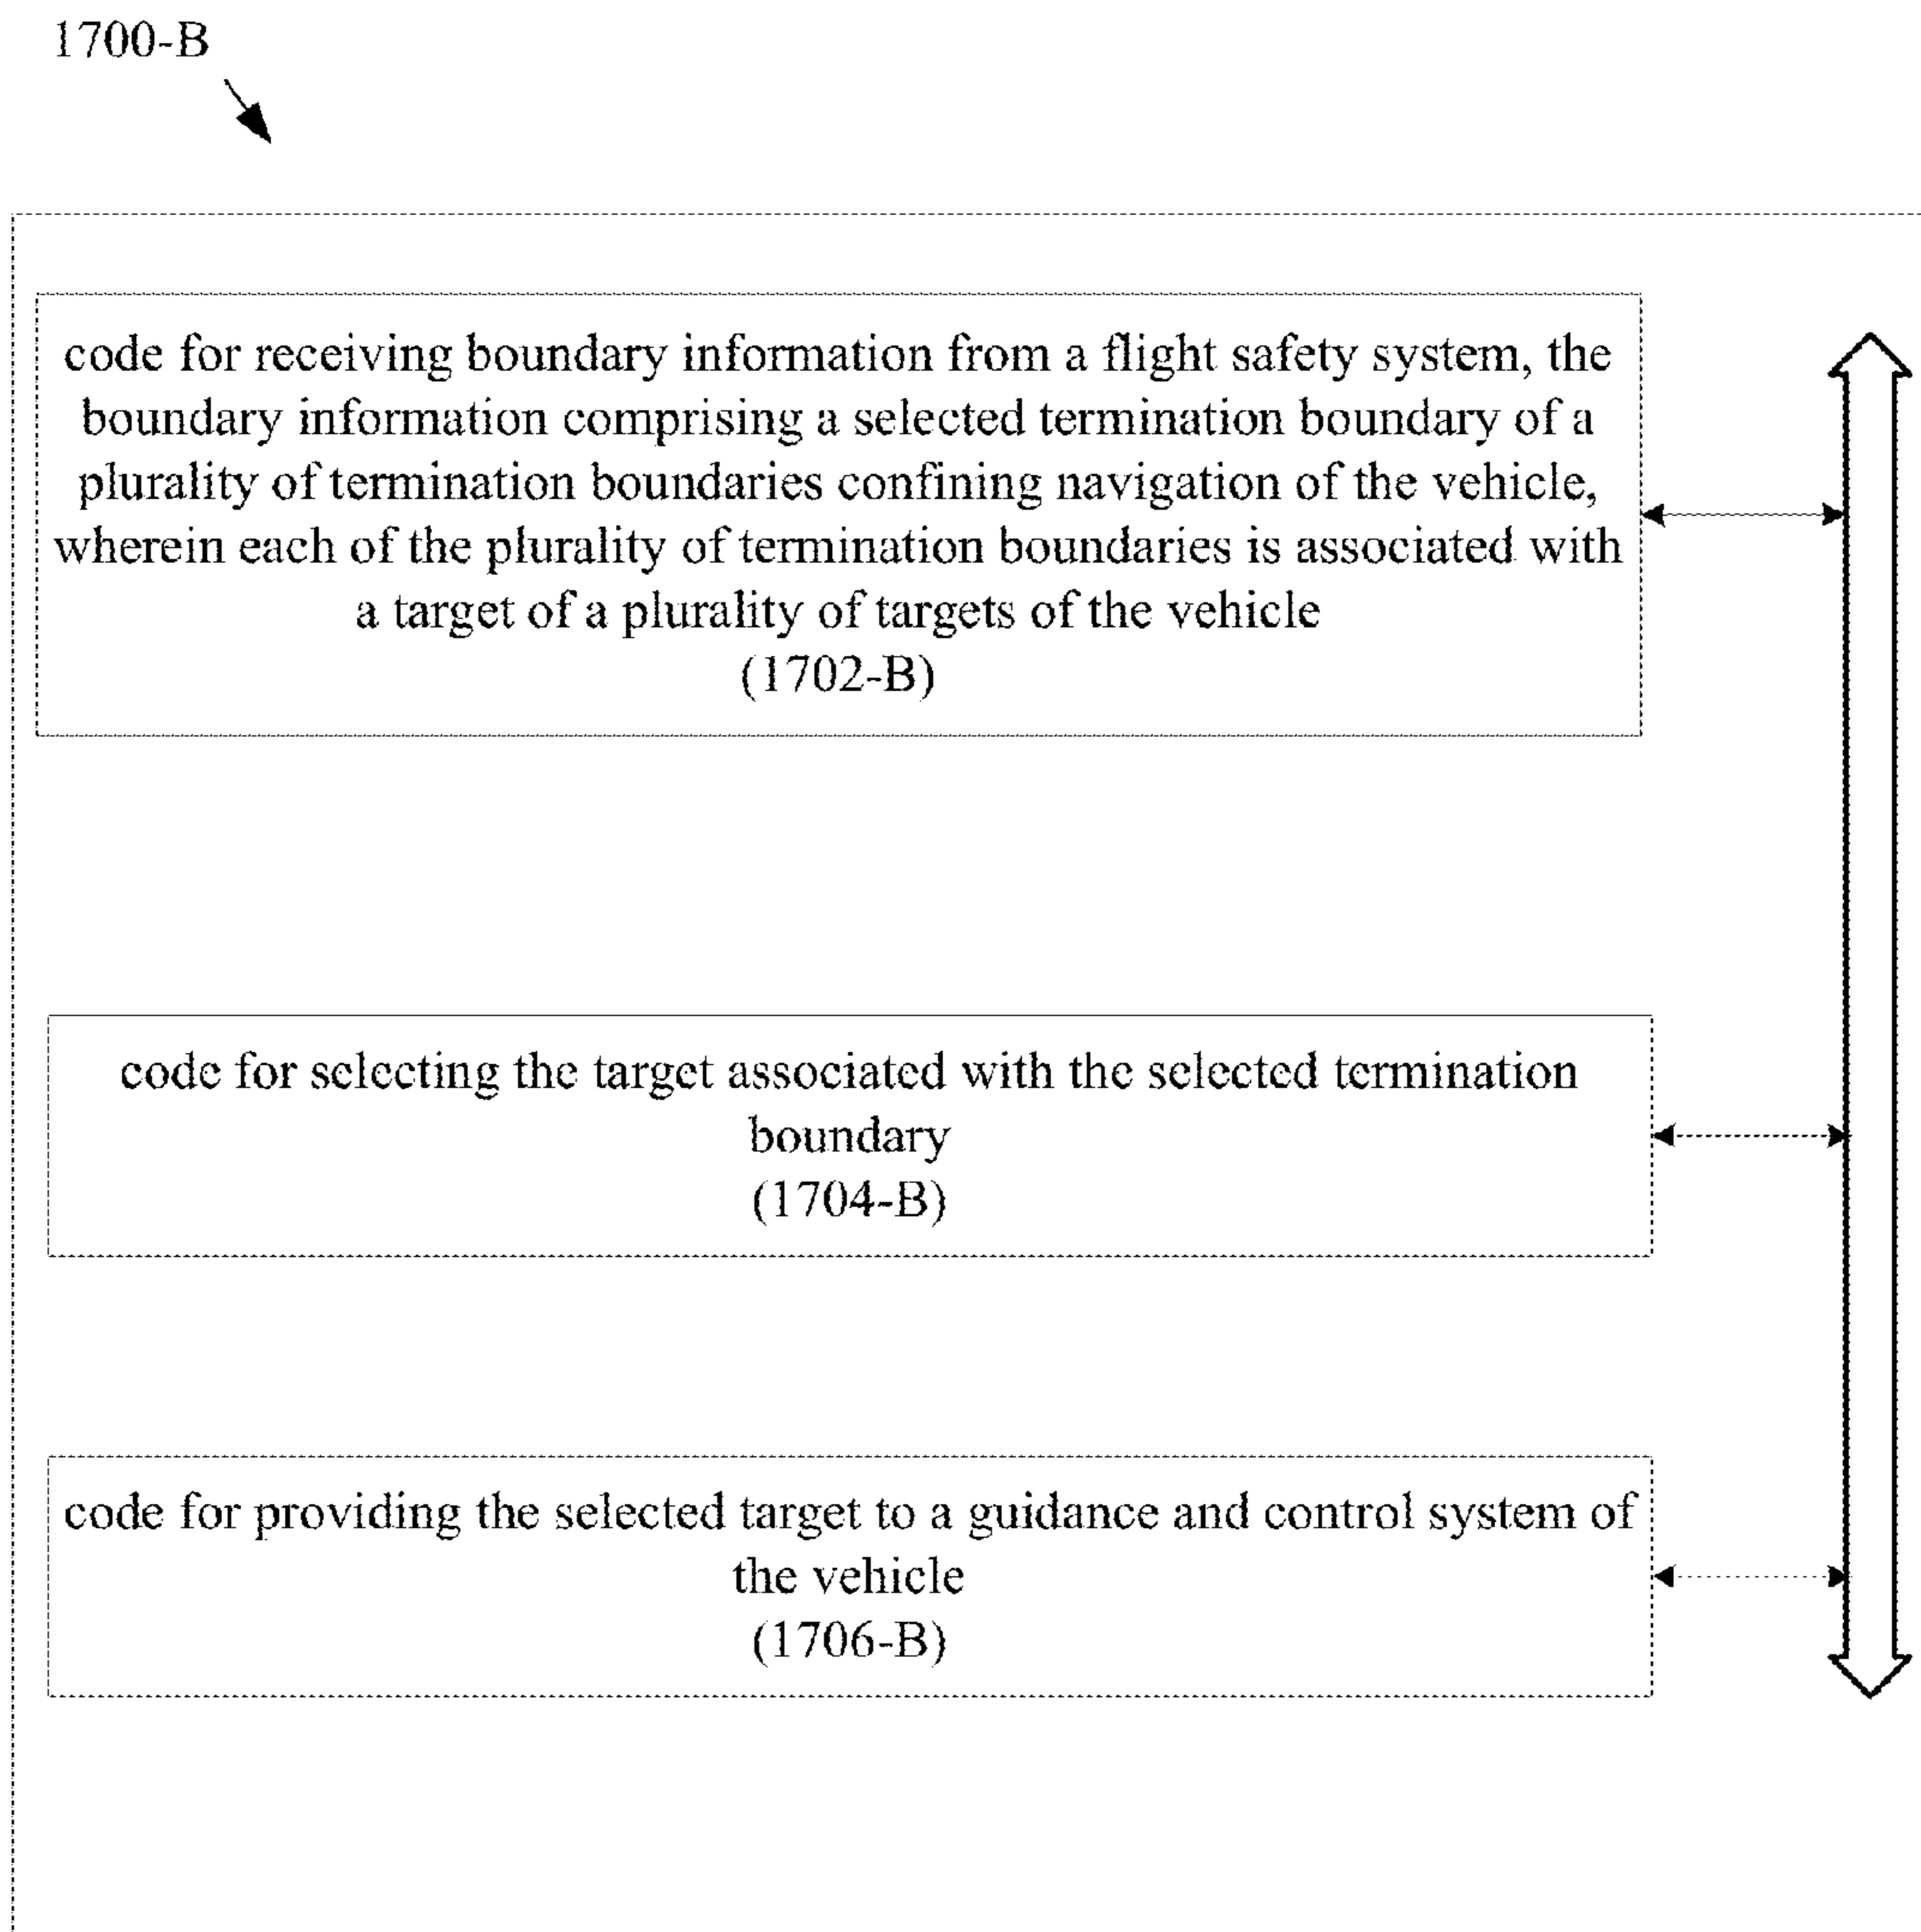 1700-B
code for receiving boundary information from a flight safety system, the
boundary information comprising a selected termination boundary of a
plurality of termination boundaries confining navigation of the vehicle,
wherein each of the plurality of termination boundaries is associated with
a target of a plurality of targets of the vehicle
(1702-B)
code for selecting the target associated with the selected termination
boundary
(1704-B)
code for providing the selected target to a guidance and control system of
the vehicle
(1706-B)